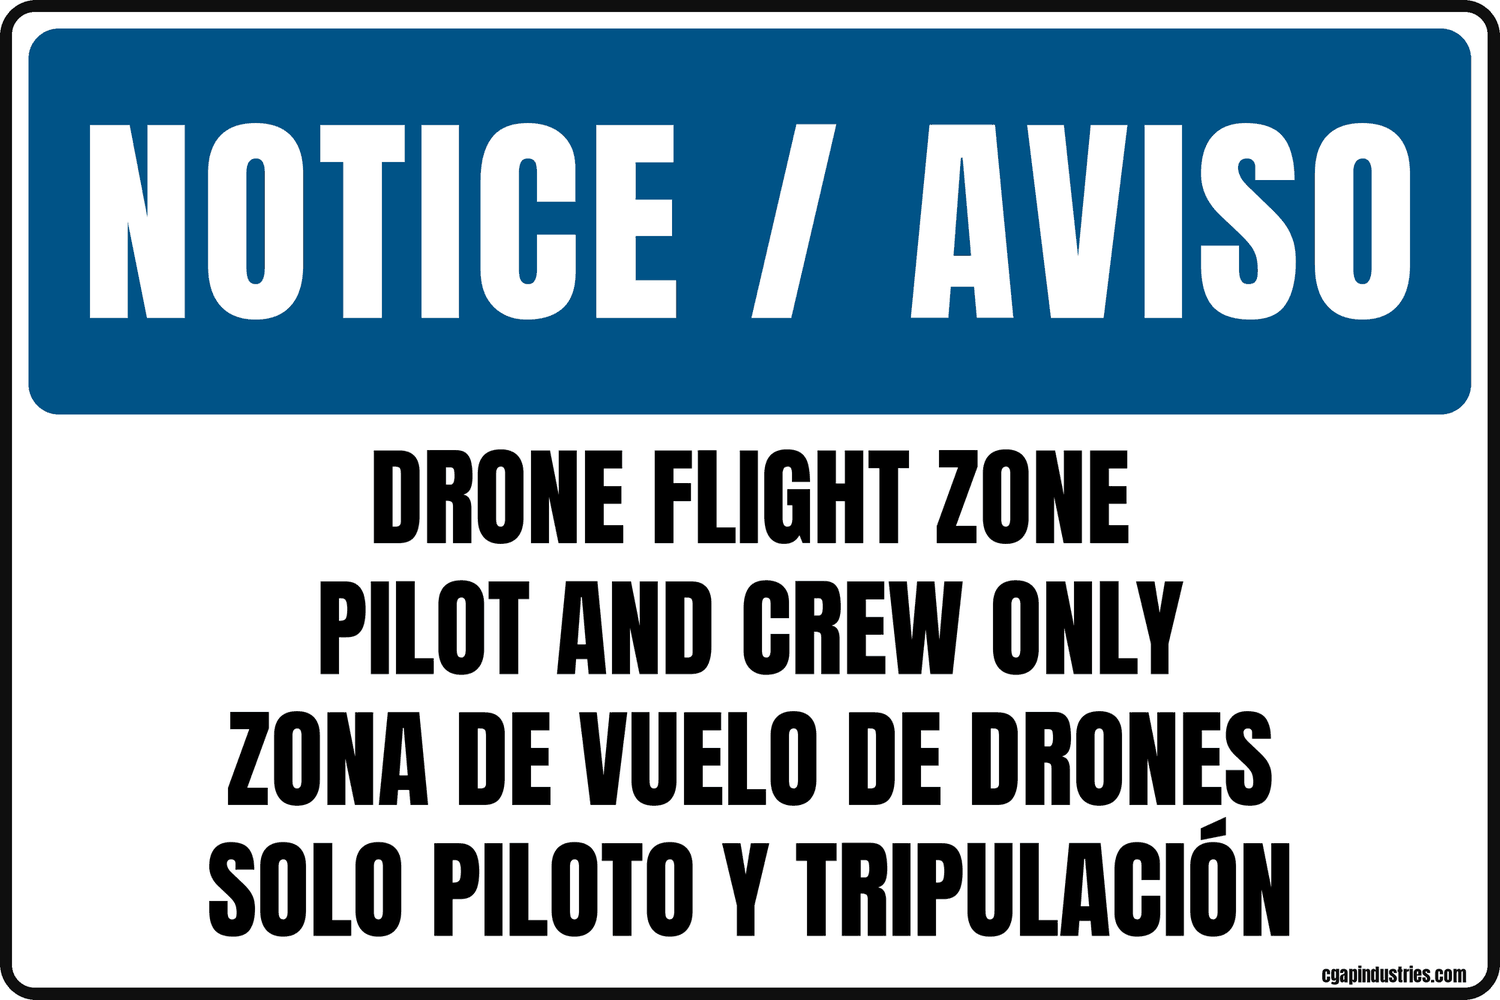 NOTICE / AVISO
DRONE FLIGHT ZONE
PILOT AND CREW ONLY
ZONA DE VUELO DE DRONES
SOLO PILOTO Y TRIPULACIÓN
cgapindustries.com